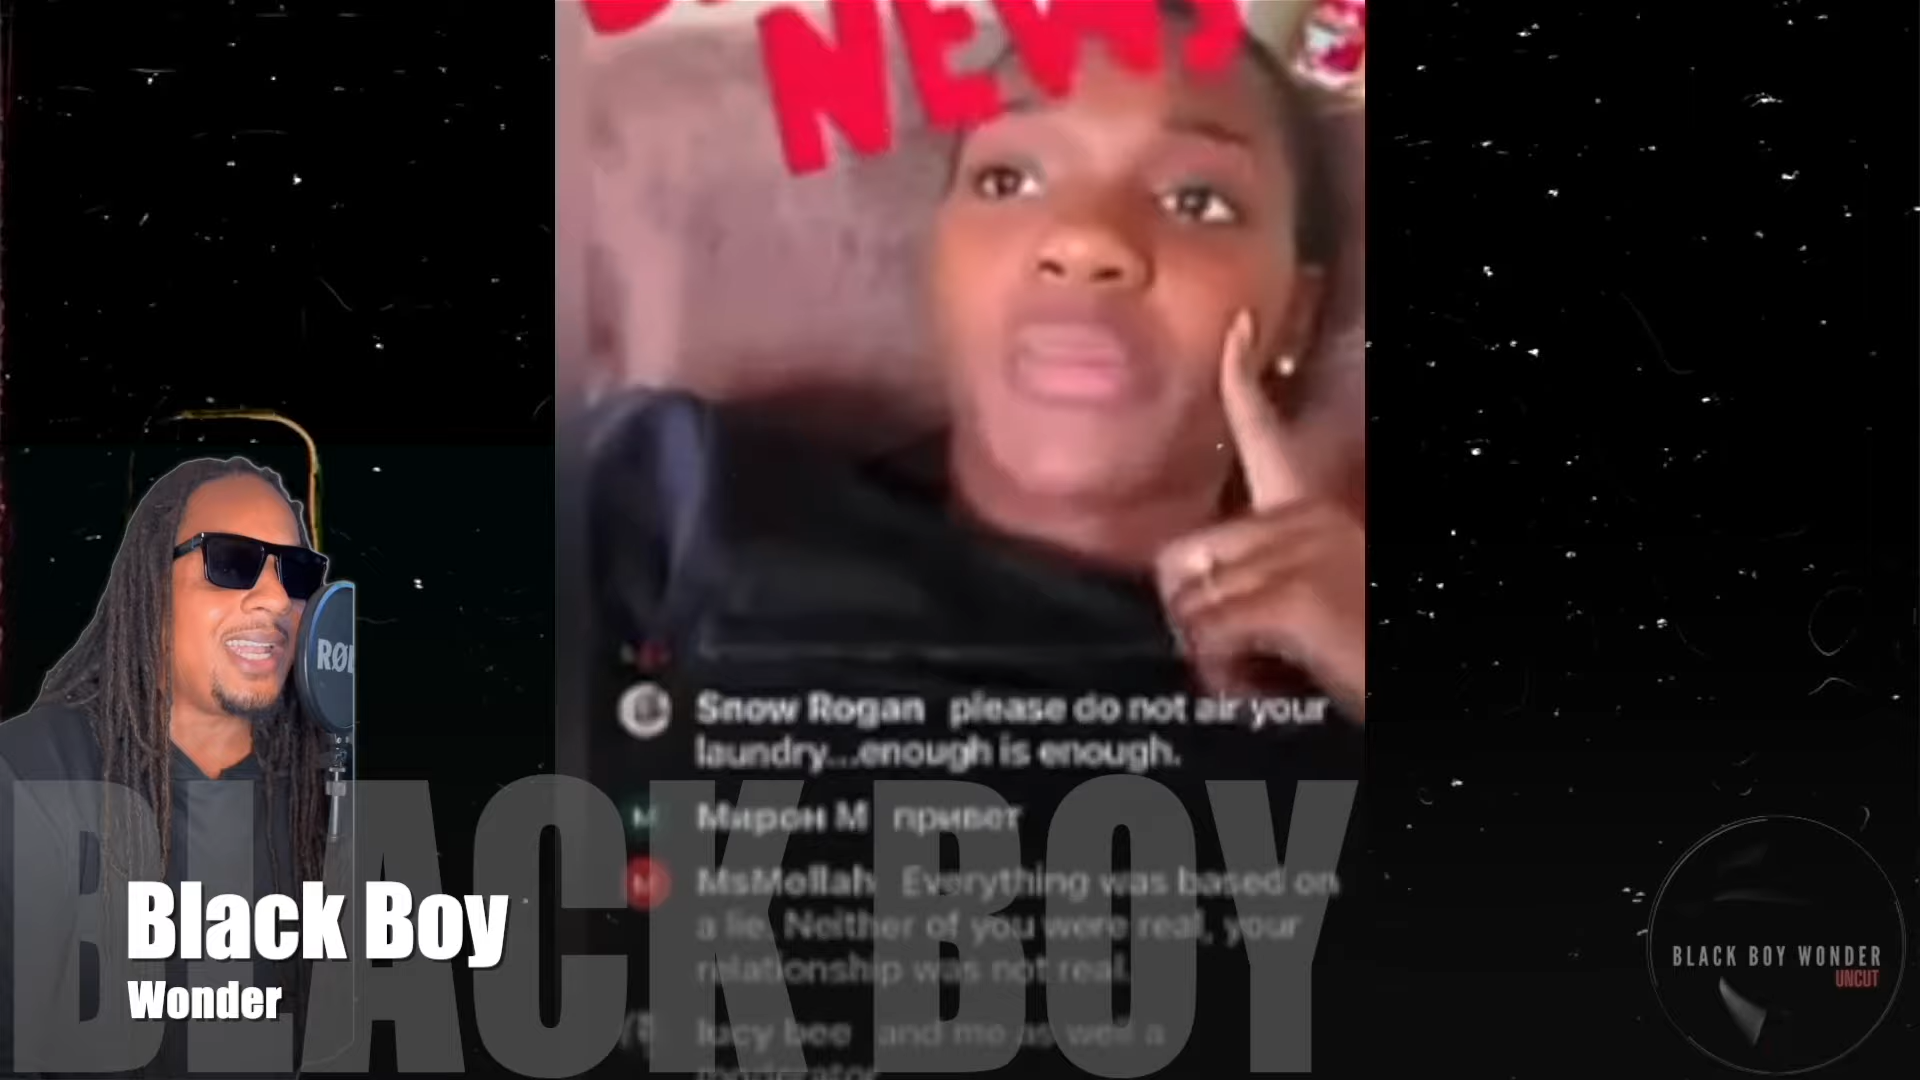 NEWS
RØD
Snow Rogan please do not air your
laundry...enough is enough.
Мирон М привет
MsMollah Everything was based on
a lie. Neither of you were real, your
relationship was not real.
lucy bee and me as well a
moderator
BLACK BOY
Black Boy
Wonder
BLACK BOY WONDER
UNCUT